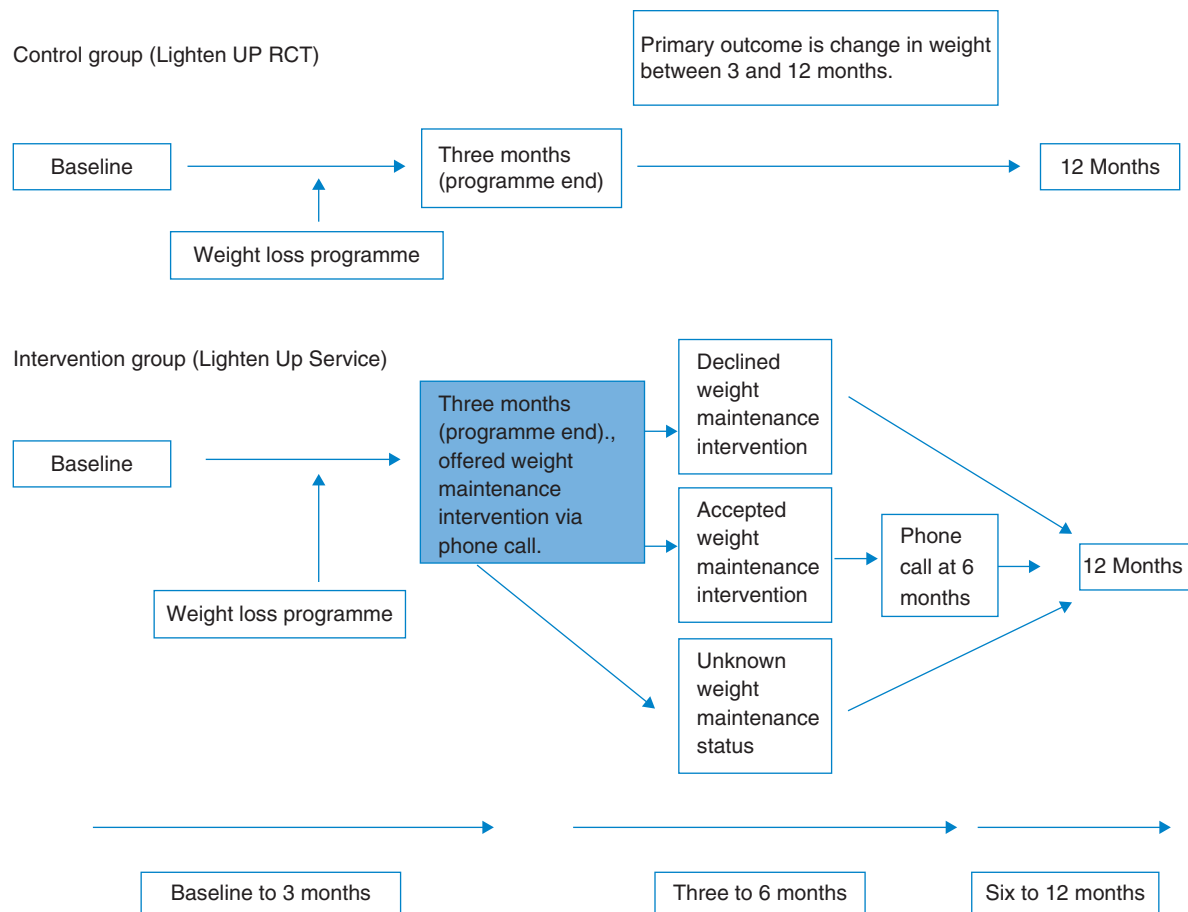 Control group (Lighten UP RCT)
Primary outcome is change in weight
between 3 and 12 months.
Baseline
Three months
(programme end)
12 Months
Weight loss programme
Intervention group (Lighten Up Service)
Baseline
Weight loss programme
Three months
(programme end).,
offered weight
maintenance
intervention via
phone call.
Declined
weight
maintenance
intervention
Accepted
weight
maintenance
intervention
Phone
call at 6
months
12 Months
Unknown
weight
maintenance
status
Baseline to 3 months
Three to 6 months
Six to 12 months